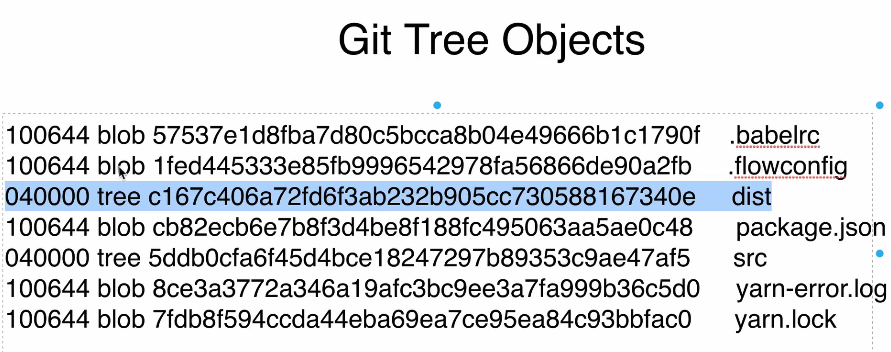 Git Tree Objects
100644 blob 57537e1d8fba7d80c5bcca8b04e49666b1c1790f .babelrc
100644 blob 1fed445333e85fb9996542978fa56866de90a2fb .flowconfig
040000 tree c167c406a72fd6f3ab232b905cc730588167340e dist
100644 blob cb82ecb6e7b8f3d4be8f188fc495063aa5ae0c48 package.json
040000 tree 5ddb0cfa6f45d4bce18247297b89353c9ae47af5 src
100644 blob 8ce3a3772a346a19afc3bc9ee3a7fa999b36c5d0 yarn-error.log
100644 blob 7fdb8f594ccda44eba69ea7ce95ea84c93bbfac0 yarn.lock